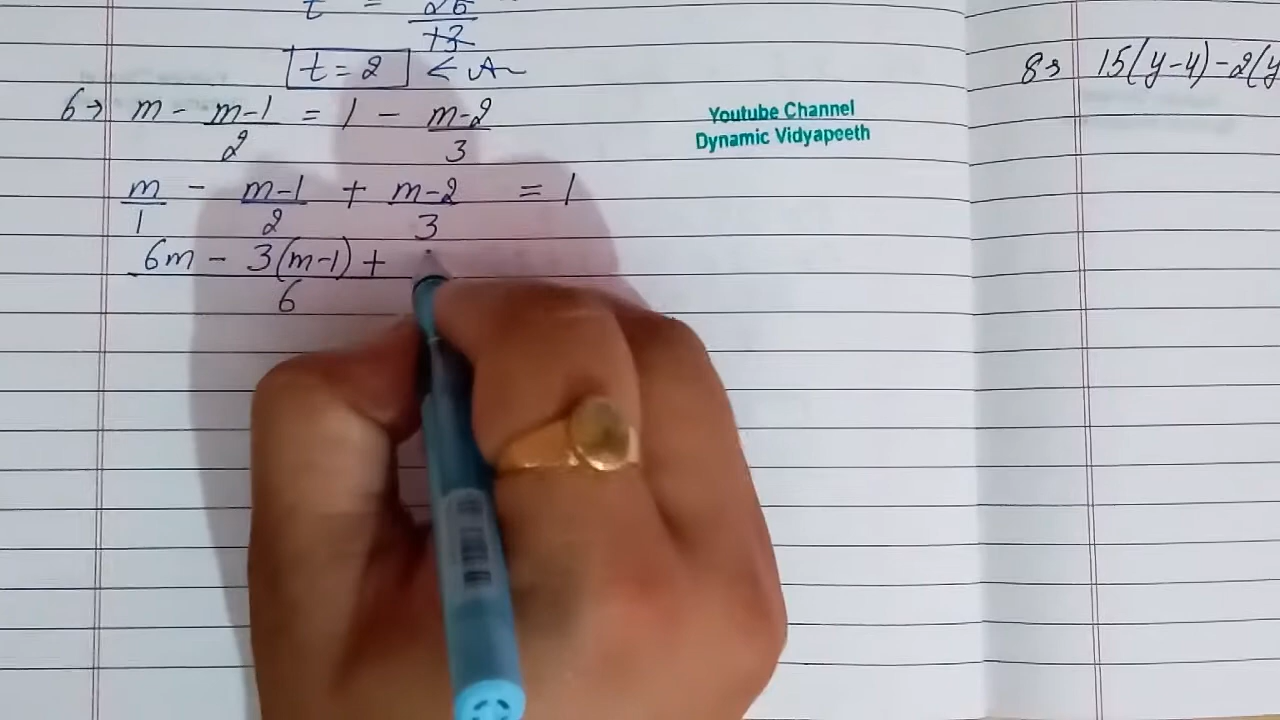 t = 26
13
t = 2
6→ m - m-1 = 1 - m-2
2 3
m - m-1 + m-2 = 1
1 2 3
6m - 3(m-1) +
6
Youtube Channel
Dynamic Vidyapeeth
8→ 15(y-4)-2(y